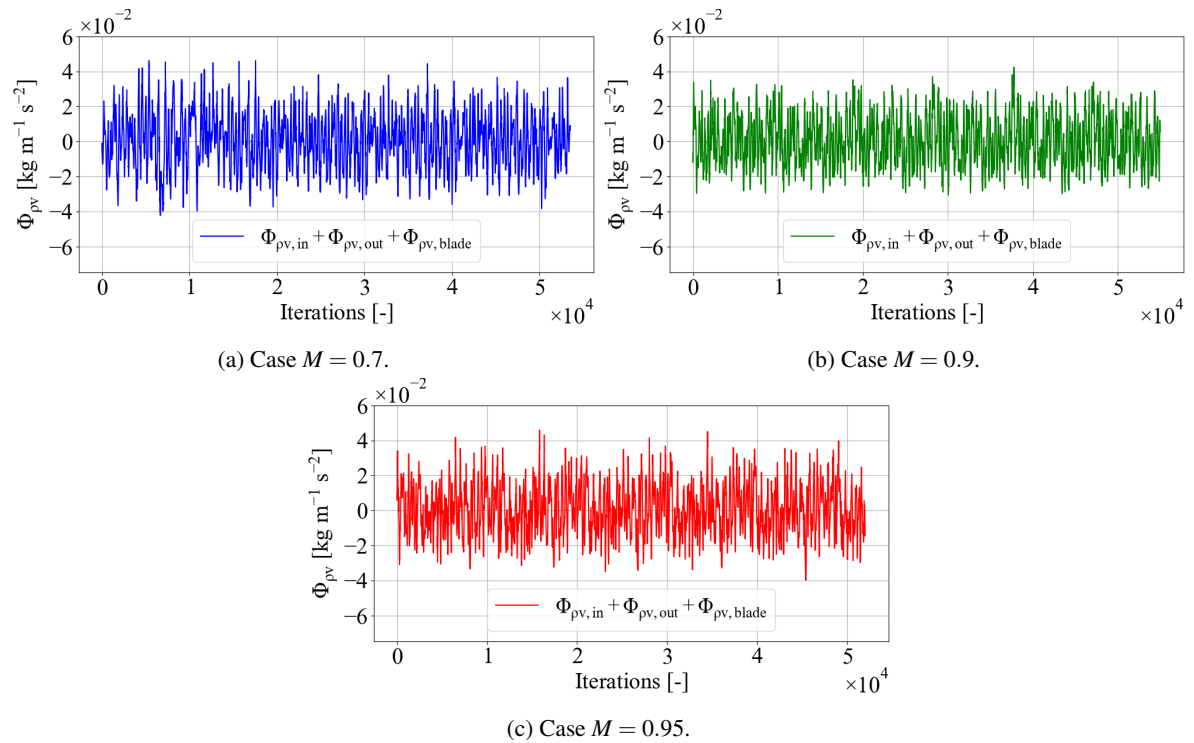 ×10⁻²
6
4
2
0
−2
−4
−6
Φρv [kg m⁻¹ s⁻²]
Φρv, in + Φρv, out + Φρv, blade
0 1 2 3 4 5
Iterations [-]
×10⁴
(a) Case M = 0.7.
×10⁻²
6
4
2
0
−2
−4
−6
Φρv [kg m⁻¹ s⁻²]
Φρv, in + Φρv, out + Φρv, blade
0 1 2 3 4 5
Iterations [-]
×10⁴
(b) Case M = 0.9.
×10⁻²
6
4
2
0
−2
−4
−6
Φρv [kg m⁻¹ s⁻²]
Φρv, in + Φρv, out + Φρv, blade
0 1 2 3 4 5
Iterations [-]
×10⁴
(c) Case M = 0.95.